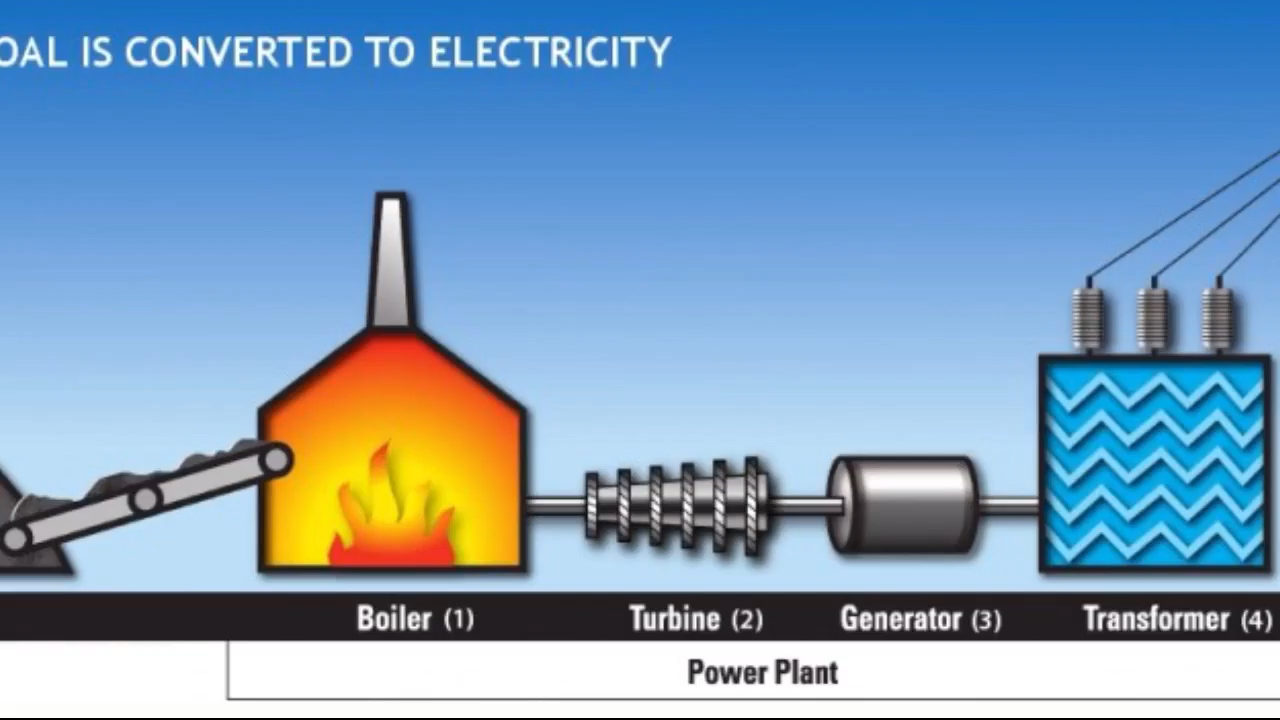 OAL IS CONVERTED TO ELECTRICITY
Boiler (1) Turbine (2) Generator (3) Transformer (4)
Power Plant